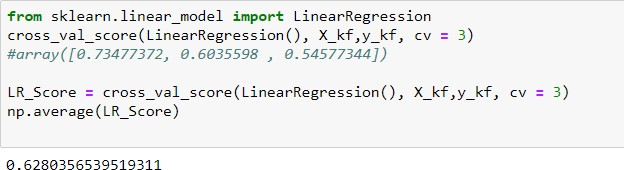 from sklearn.linear_model import LinearRegression
cross_val_score(LinearRegression(), X_kf,y_kf, cv = 3)
#array([0.73477372, 0.6035598 , 0.54577344])
LR_Score = cross_val_score(LinearRegression(), X_kf,y_kf, cv = 3)
np.average(LR_Score)
0.6280356539519311